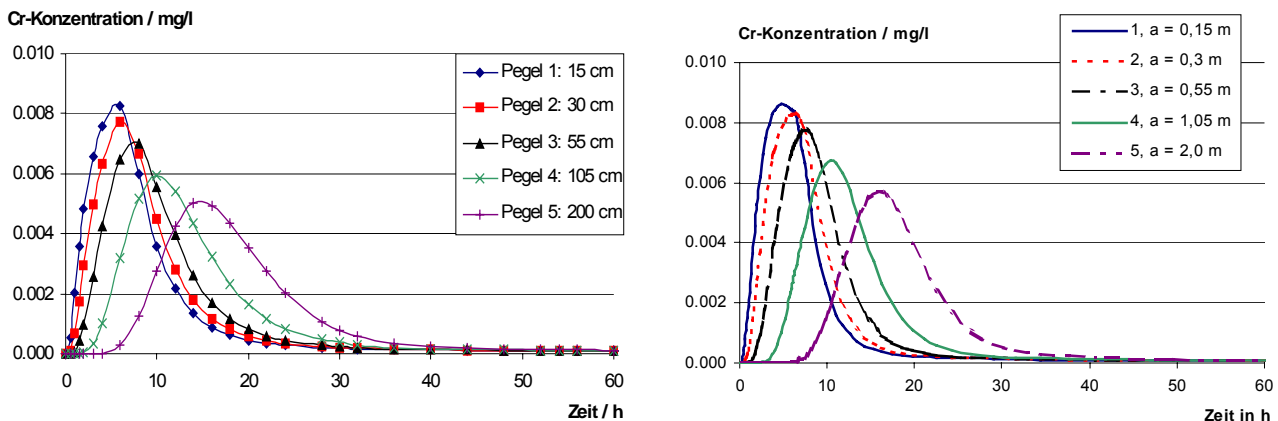 Cr-Konzentration / mg/l
0.010
0.008
0.006
0.004
0.002
0.000
0
10
20
30
40
50
60
Zeit / h
Pegel 1: 15 cm
Pegel 2: 30 cm
Pegel 3: 55 cm
Pegel 4: 105 cm
Pegel 5: 200 cm
Cr-Konzentration / mg/l
0.010
0.008
0.006
0.004
0.002
0.000
0
10
20
30
40
50
60
Zeit in h
1, a = 0,15 m
2, a = 0,3 m
3, a = 0,55 m
4, a = 1,05 m
5, a = 2,0 m